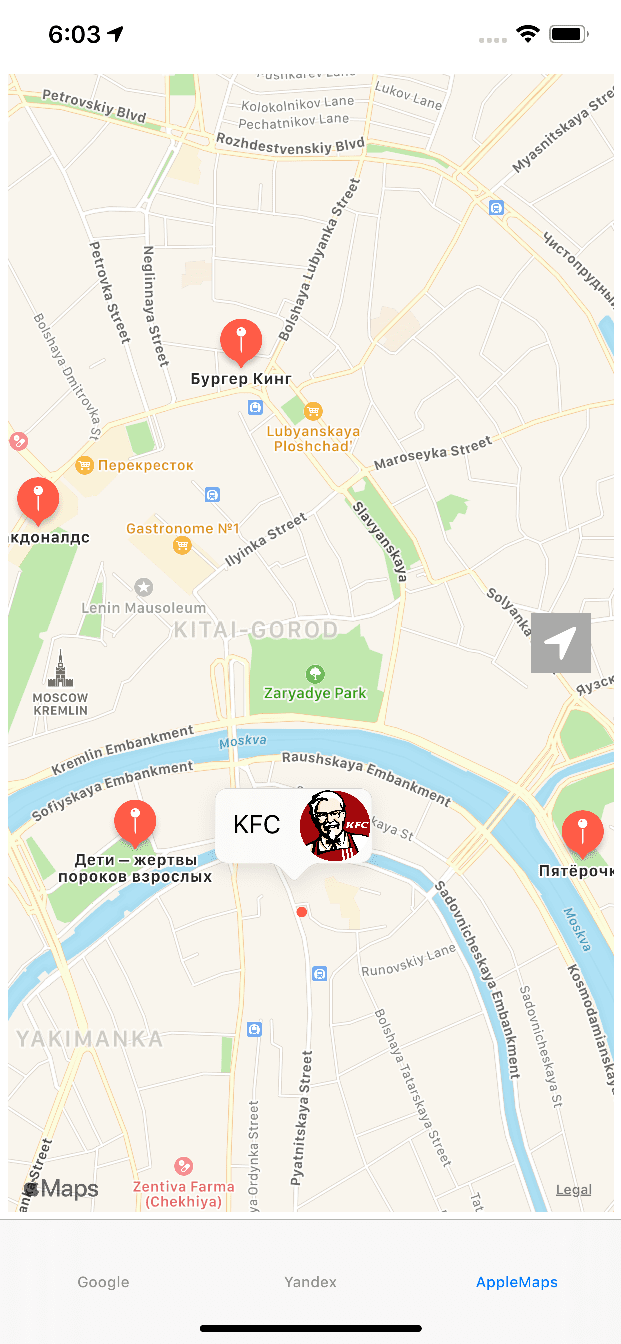 6:03
Pushkarev Lane
Lukov Lane
Petrovskiy Blvd
Kolokolnikov Lane
Pechatnikov Lane
Rozhdestvenskiy Blvd
Myasnitskaya Stre
Чистопрудный
Bolshaya Lubyanka Street
Petrovka Street
Neglinnaya Street
Bolshaya Dmitrovka St
Бургер Кинг
Lubyanskaya
Ploshchad'
Maroseyka Street
Перекресток
кдоналдс
Gastronome №1
Ilyinka Street
Slavyanskaya
Lenin Mausoleum
Solyanka
KITAI-GOROD
MOSCOW
KREMLIN
Zaryadye Park
Яузск
Kremlin Embankment
Moskva
Sofiyskaya Embankment
Raushskaya Embankment
KFC
KFC
ya St
Дети – жертвы
пороков взрослых
Пятёрочк
Sadovnicheskaya Embankment
Moskva
Runovskiy Lane
Kosmodamianskaya
Sadovnicheskaya St
YAKIMANKA
Bolshaya Tatarskaya Street
Pyatnitskaya Street
ya Ordynka Street
anka Street
Zentiva Farma
(Chekhiya)
Tat
Maps
Legal
Google
Yandex
AppleMaps